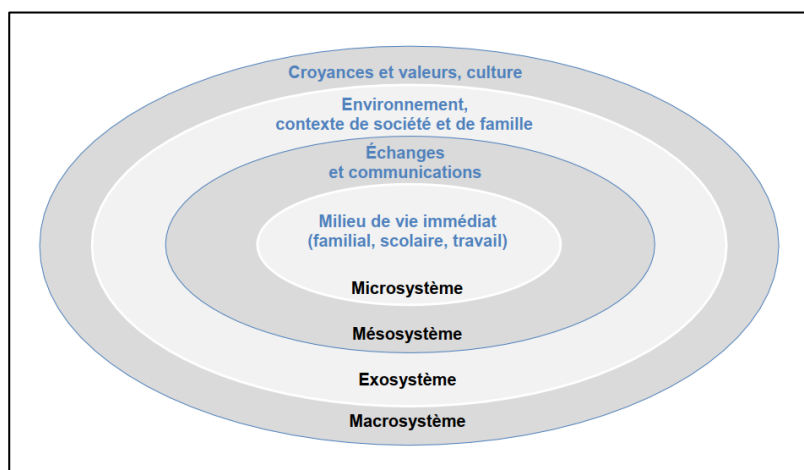 Croyances et valeurs, culture
Environnement,
contexte de société et de famille
Échanges
et communications
Milieu de vie immédiat
(familial, scolaire, travail)
Microsystème
Mésosystème
Exosystème
Macrosystème